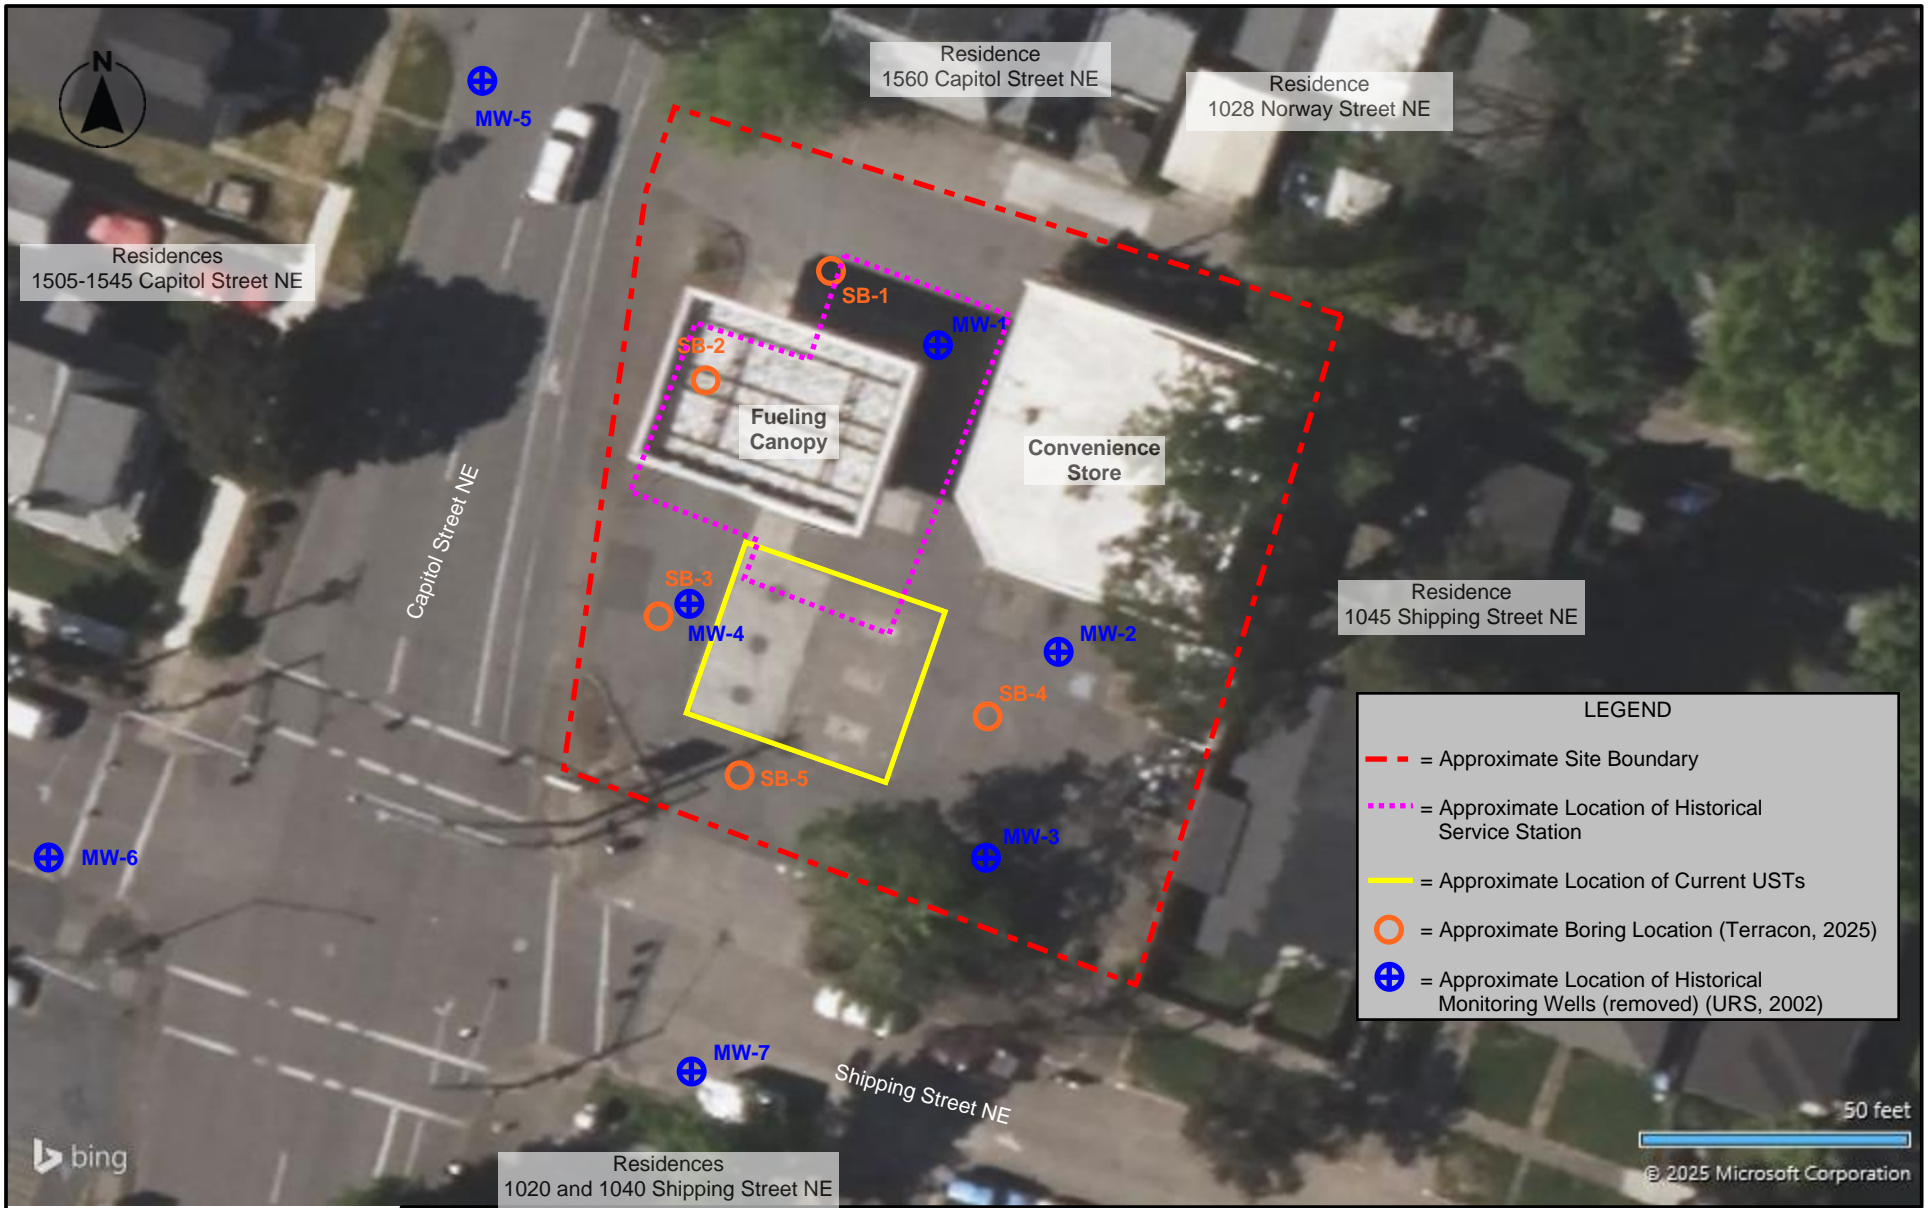 N
MW-5
Residence
1560 Capitol Street NE
Residence
1028 Norway Street NE
Residences
1505-1545 Capitol Street NE
SB-1
MW-1
SB-2
Fueling
Canopy
Convenience
Store
Capitol Street NE
SB-3
MW-4
MW-2
Residence
1045 Shipping Street NE
SB-4
SB-5
MW-3
MW-6
MW-7
Shipping Street NE
Residences
1020 and 1040 Shipping Street NE
LEGEND
= Approximate Site Boundary
= Approximate Location of Historical
Service Station
= Approximate Location of Current USTs
= Approximate Boring Location (Terracon, 2025)
= Approximate Location of Historical
Monitoring Wells (removed) (URS, 2002)
bing
50 feet
© 2025 Microsoft Corporation